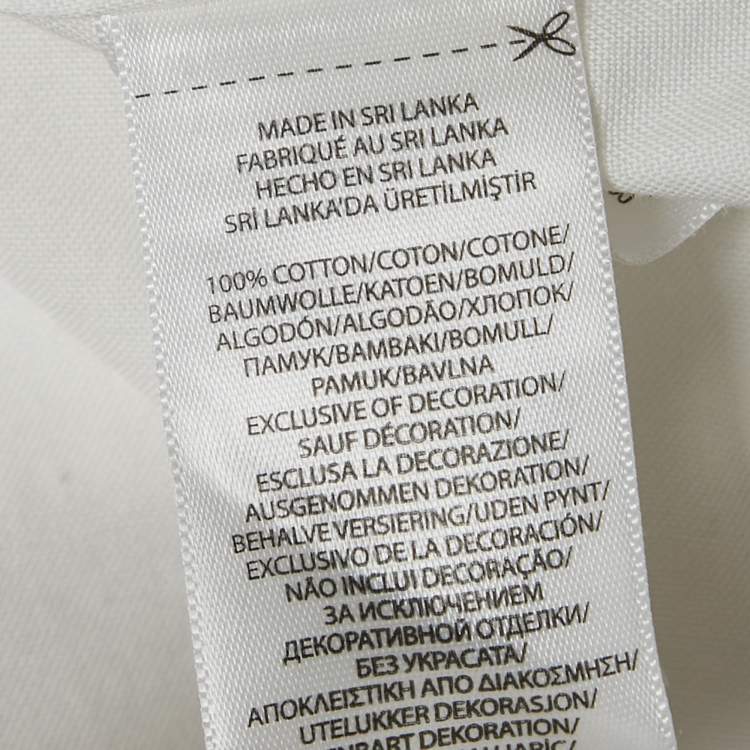 MADE IN SRI LANKA
FABRIQUÉ AU SRI LANKA
HECHO EN SRI LANKA
SRİ LANKA'DA ÜRETİLMİŞTİR
100% COTTON/COTON/COTONE/
BAUMWOLLE/KATOEN/BOMULD/
ALGODÓN/ALGODÃO/ХЛОПОК/
ПАМУК/ΒΑΜΒΑΚΙ/BOMULL/
PAMUK/BAVLNA
EXCLUSIVE OF DECORATION/
SAUF DÉCORATION/
ESCLUSA LA DECORAZIONE/
AUSGENOMMEN DEKORATION/
BEHALVE VERSIERING/UDEN PYNT/
EXCLUSIVO DE LA DECORACIÓN/
NÃO INCLUI DECORAÇÃO/
ЗА ИСКЛЮЧЕНИЕМ
ДЕКОРАТИВНОЙ ОТДЕЛКИ/
БЕЗ УКРАСАТА/
ΑΠΟΚΛΕΙΣΤΙΚΗ ΑΠΟ ΔΙΑΚΟΣΜΗΣΗ/
UTELUKKER DEKORASJON/
DEKORATION/